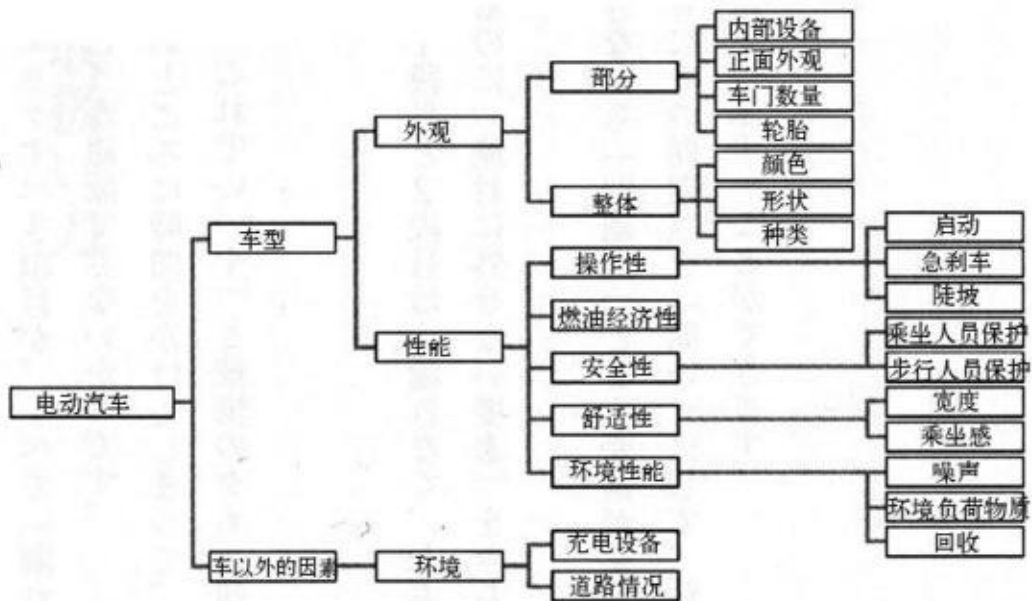 电动汽车
车型
外观
部分
内部设备
正面外观
车门数量
轮胎
整体
颜色
形状
种类
性能
操作性
启动
急刹车
陡坡
燃油经济性
安全性
乘坐人员保护
步行人员保护
舒适性
宽度
乘坐感
环境性能
噪声
环境负荷物质
回收
车以外的因素
环境
充电设备
道路情况